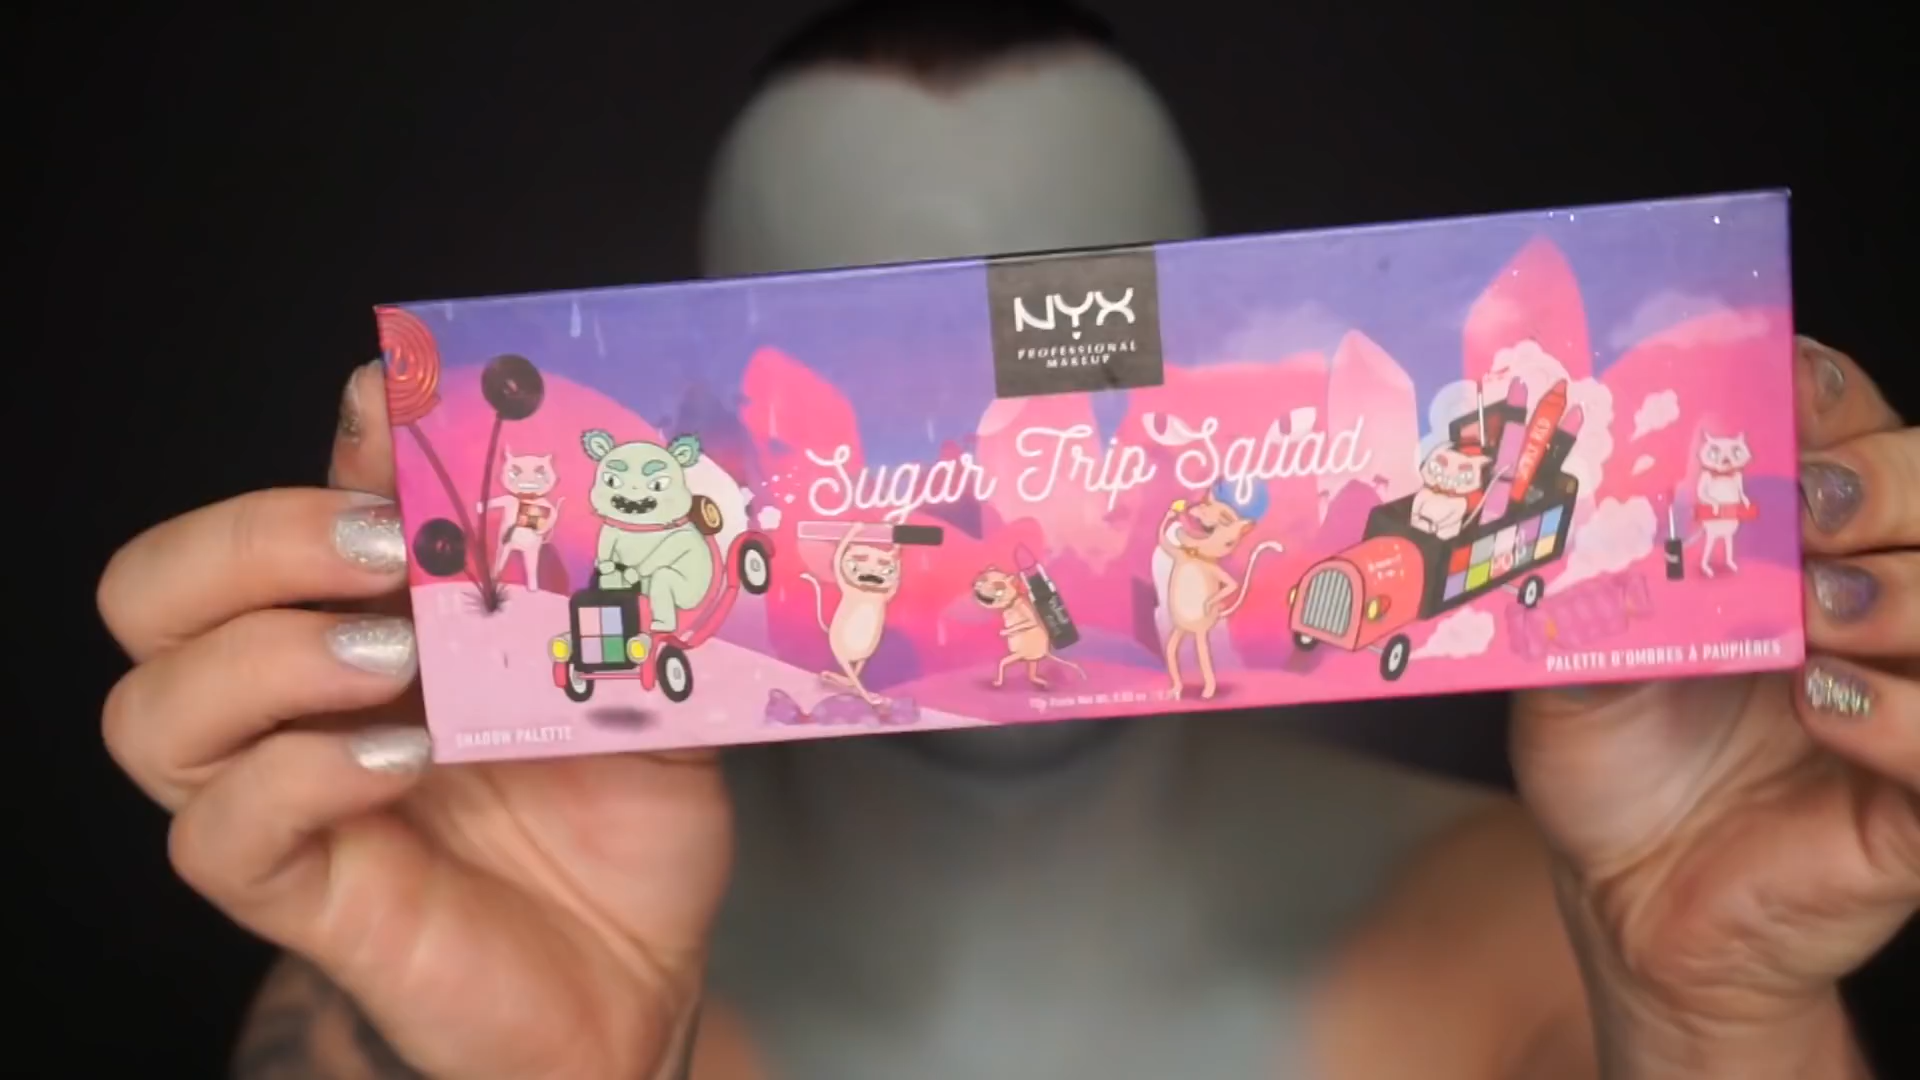 NYX
PROFESSIONAL
MAKEUP
Sugar Trip Squad
SHADOW PALETTE
PALETTE D'OMBRES À PAUPIÈRES